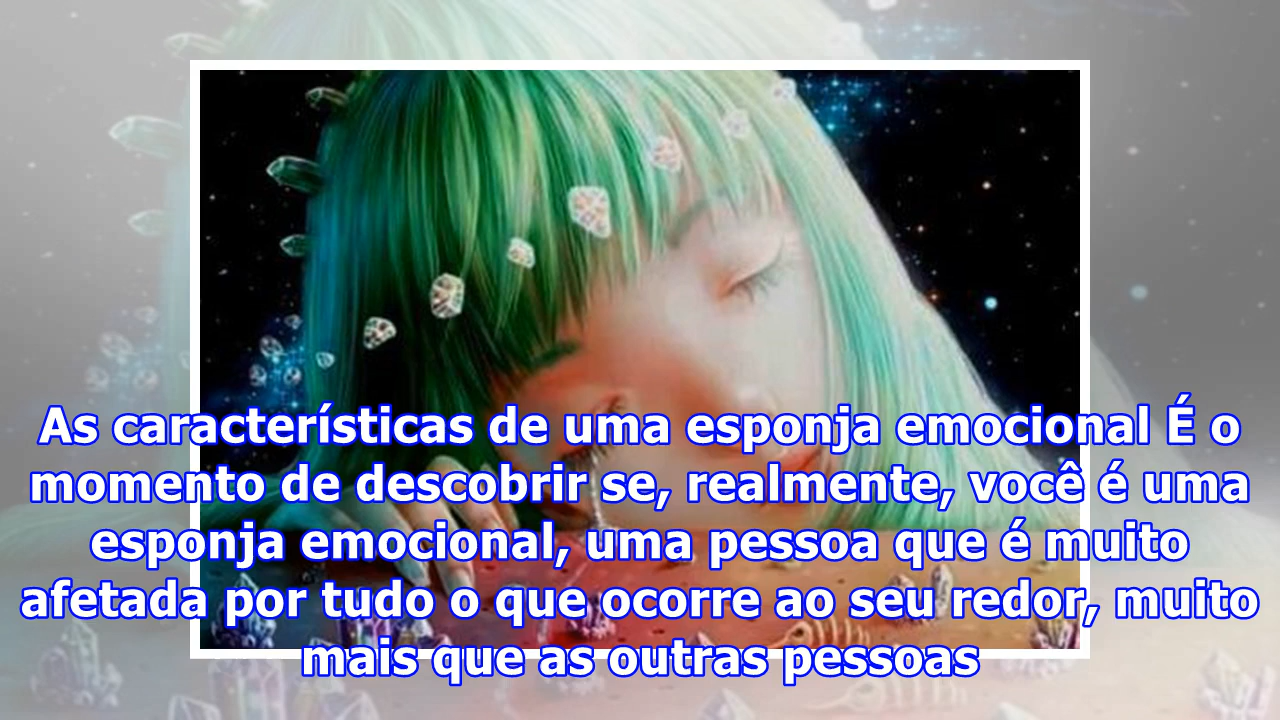 As características de uma esponja emocional É o
momento de descobrir se, realmente, você é uma
esponja emocional, uma pessoa que é muito
afetada por tudo o que ocorre ao seu redor, muito
mais que as outras pessoas